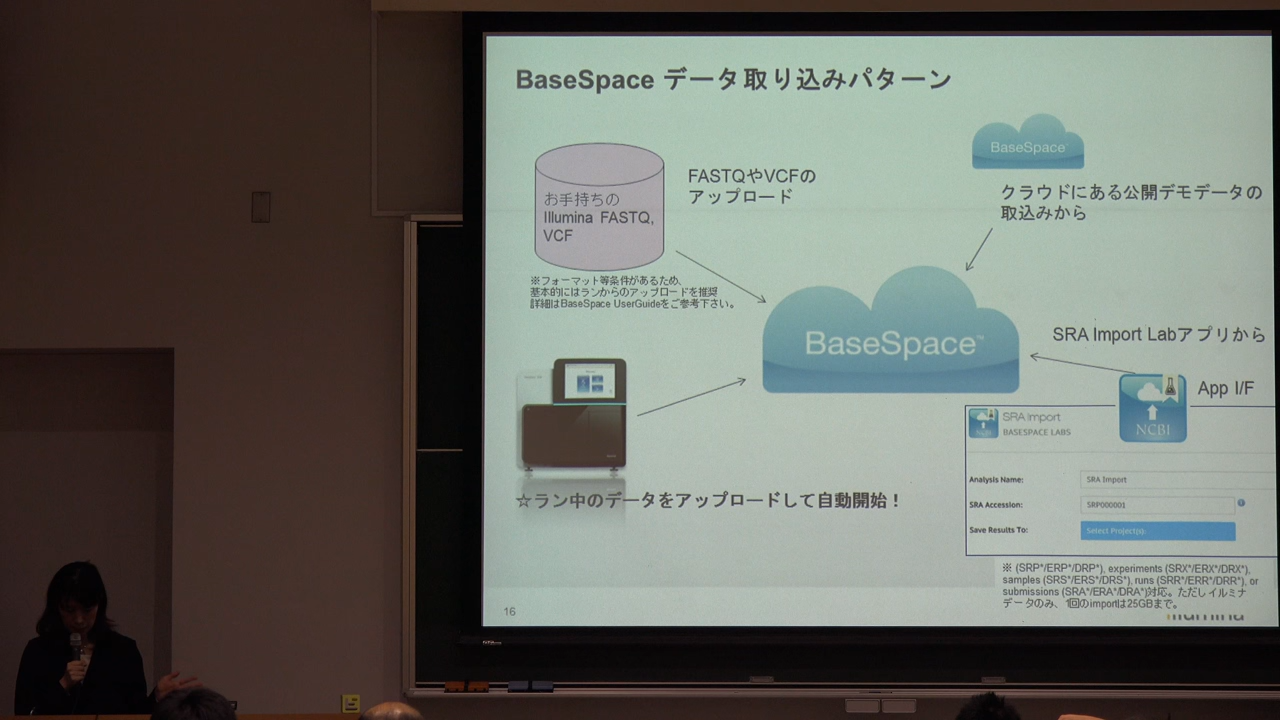 BaseSpace データ取り込みパターン
お手持ちの
Illumina FASTQ,
VCF
FASTQやVCFの
アップロード
※フォーマット等条件があるため、
基本的にはランからのアップロードを推奨
詳細はBaseSpace UserGuideをご参考下さい。
BaseSpace
クラウドにある公開デモデータの
取込みから
BaseSpace™
SRA Import Labアプリから
App I/F
NCBI
SRA Import
BASESPACE LABS
Analysis Name:
SRA Import
SRA Accession:
SRP000001
Save Results To:
Select Project(s):
☆ラン中のデータをアップロードして自動開始！
※ (SRP*/ERP*/DRP*), experiments (SRX*/ERX*/DRX*),
samples (SRS*/ERS*/DRS*), runs (SRR*/ERR*/DRR*), or
submissions (SRA*/ERA*/DRA*)対応。ただしイルミナ
データのみ、1回のimportは25GBまで。
16
illumina